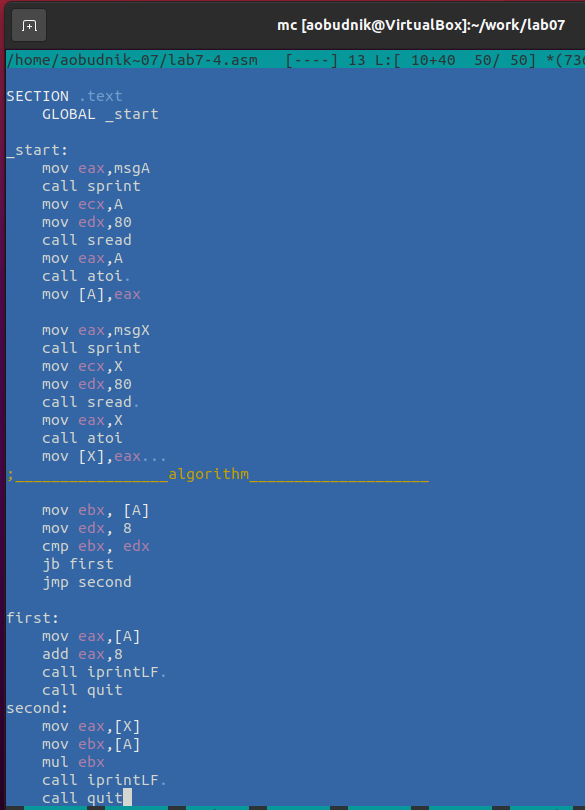 mc [aobudnik@VirtualBox]:~/work/lab07
/home/aobudnik~07/lab7-4.asm   [----] 13 L:[ 10+40  50/ 50] *(73
SECTION .text
    GLOBAL _start
_start:
    mov eax,msgA
    call sprint
    mov ecx,A
    mov edx,80
    call sread
    mov eax,A
    call atoi.
    mov [A],eax
    mov eax,msgX
    call sprint
    mov ecx,X
    mov edx,80
    call sread.
    mov eax,X
    call atoi
    mov [X],eax...
;_________________algorithm____________________
    mov ebx, [A]
    mov edx, 8
    cmp ebx, edx
    jb first
    jmp second
first:
    mov eax,[A]
    add eax,8
    call iprintLF.
    call quit
second:
    mov eax,[X]
    mov ebx,[A]
    mul ebx
    call iprintLF.
    call quit